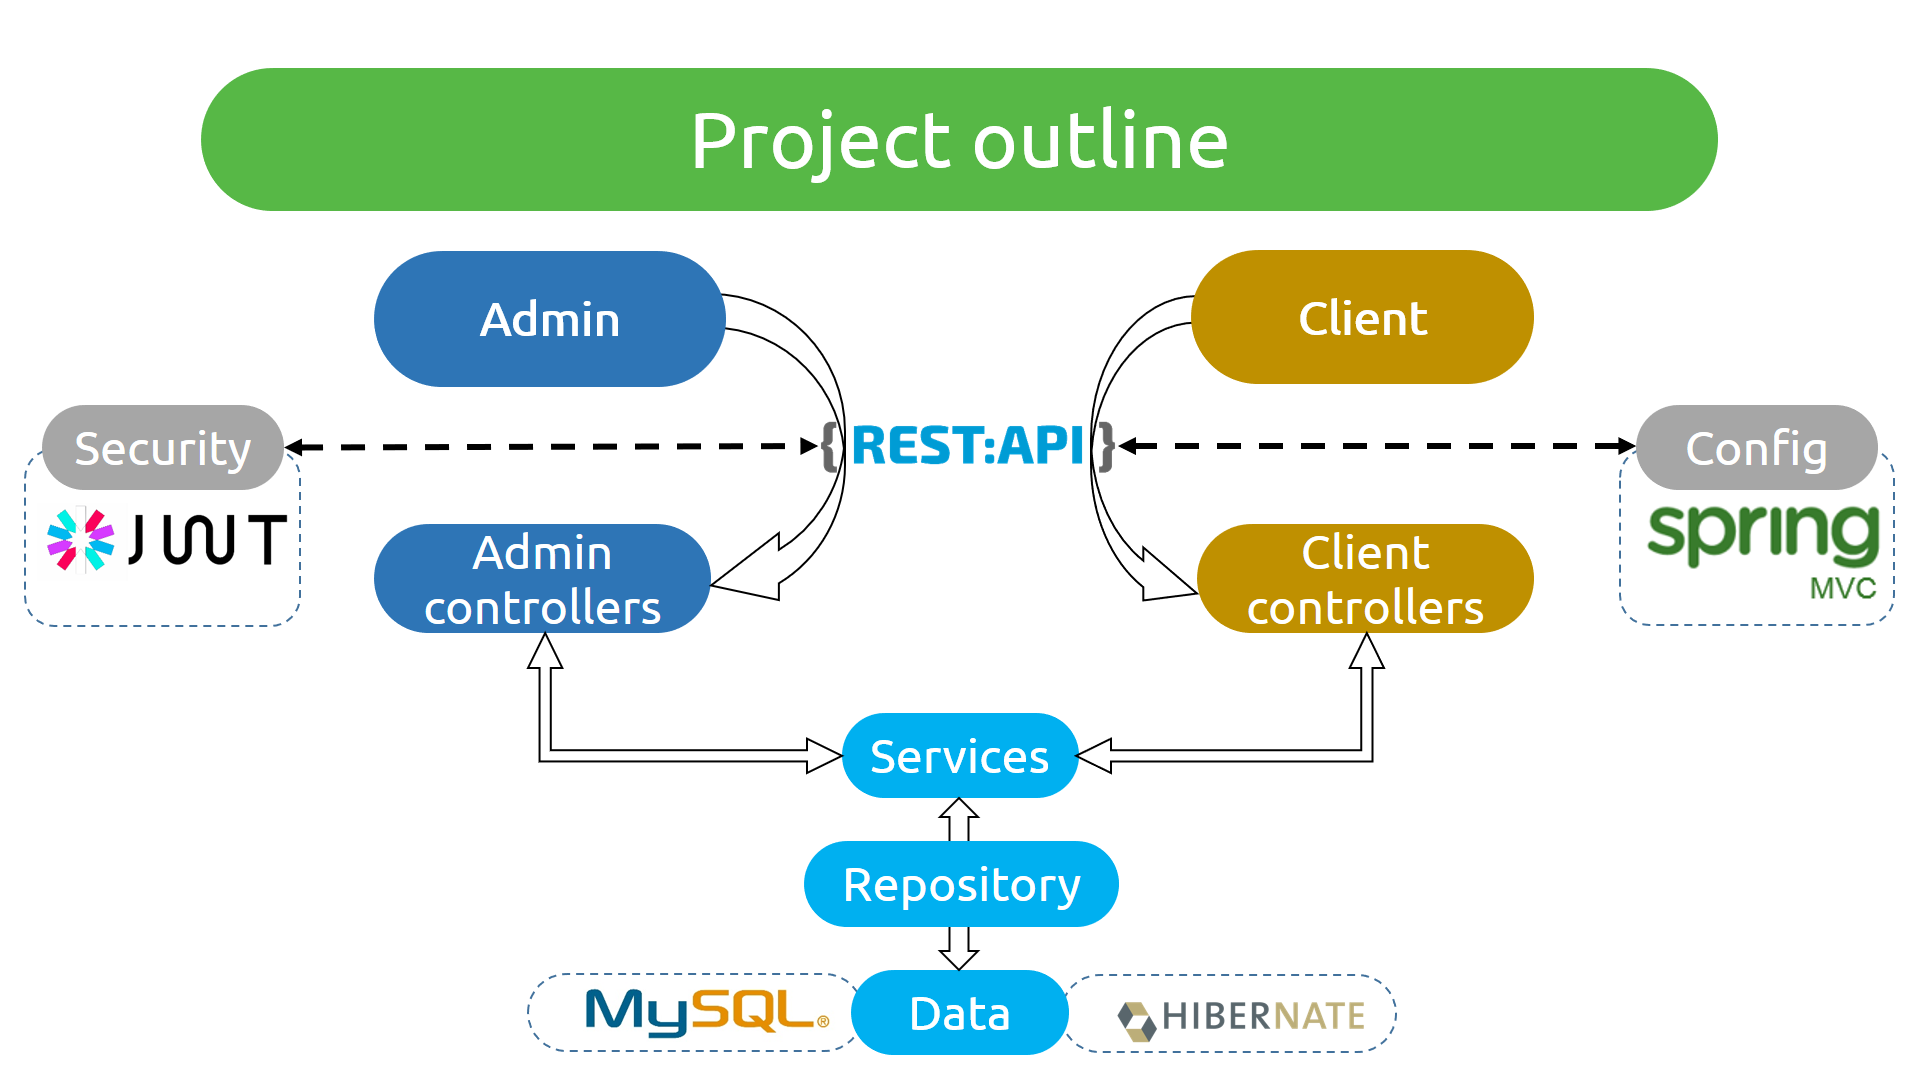 Project outline
Admin
Client
Security
{REST:API}
Config
JWT
Admin
controllers
Client
controllers
spring
MVC
Services
Repository
MySQL®
Data
HIBERNATE